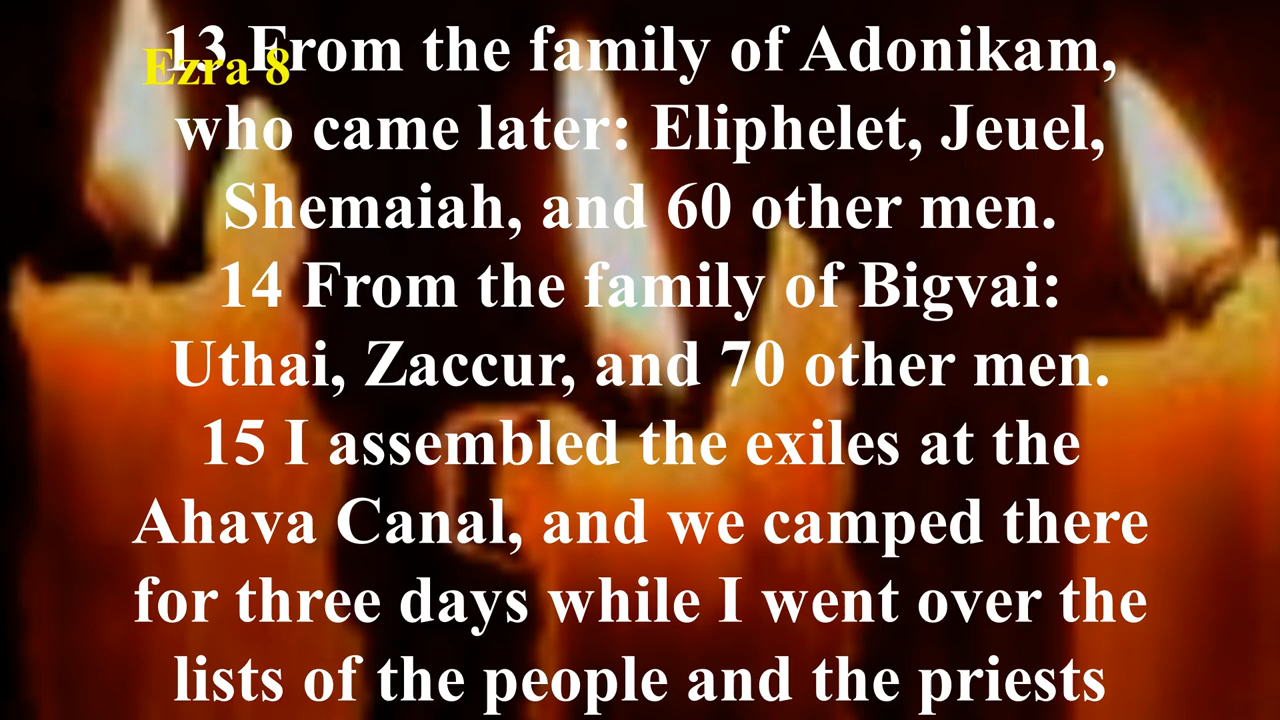 Ezra 8
13 From the family of Adonikam,
who came later: Eliphelet, Jeuel,
Shemaiah, and 60 other men.
14 From the family of Bigvai:
Uthai, Zaccur, and 70 other men.
15 I assembled the exiles at the
Ahava Canal, and we camped there
for three days while I went over the
lists of the people and the priests